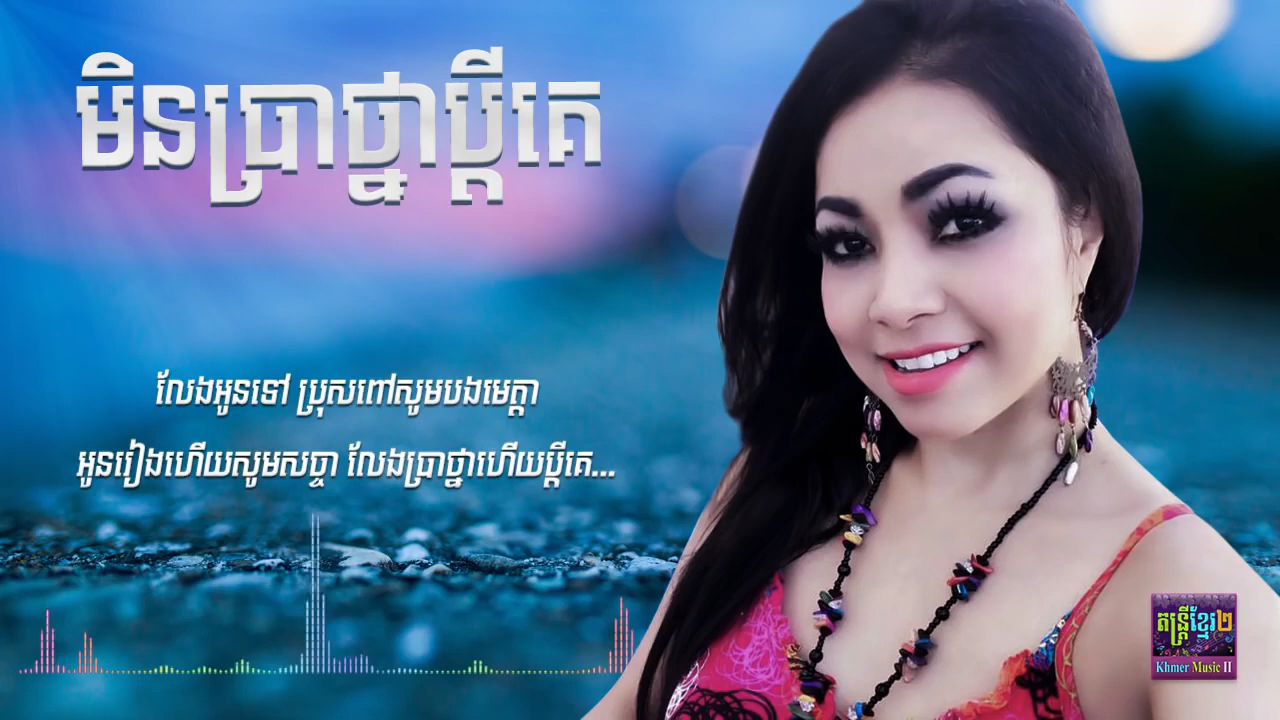 មិនប្រាថ្នាប្តីគេ
លែងអូនទៅ ប្រុសពៅសូមបងមេត្តា
អូនរៀងហើយសូមសច្ចា លែងប្រាថ្នាហើយប្តីគេ...
តន្ត្រីខ្មែរ២
Khmer Music II